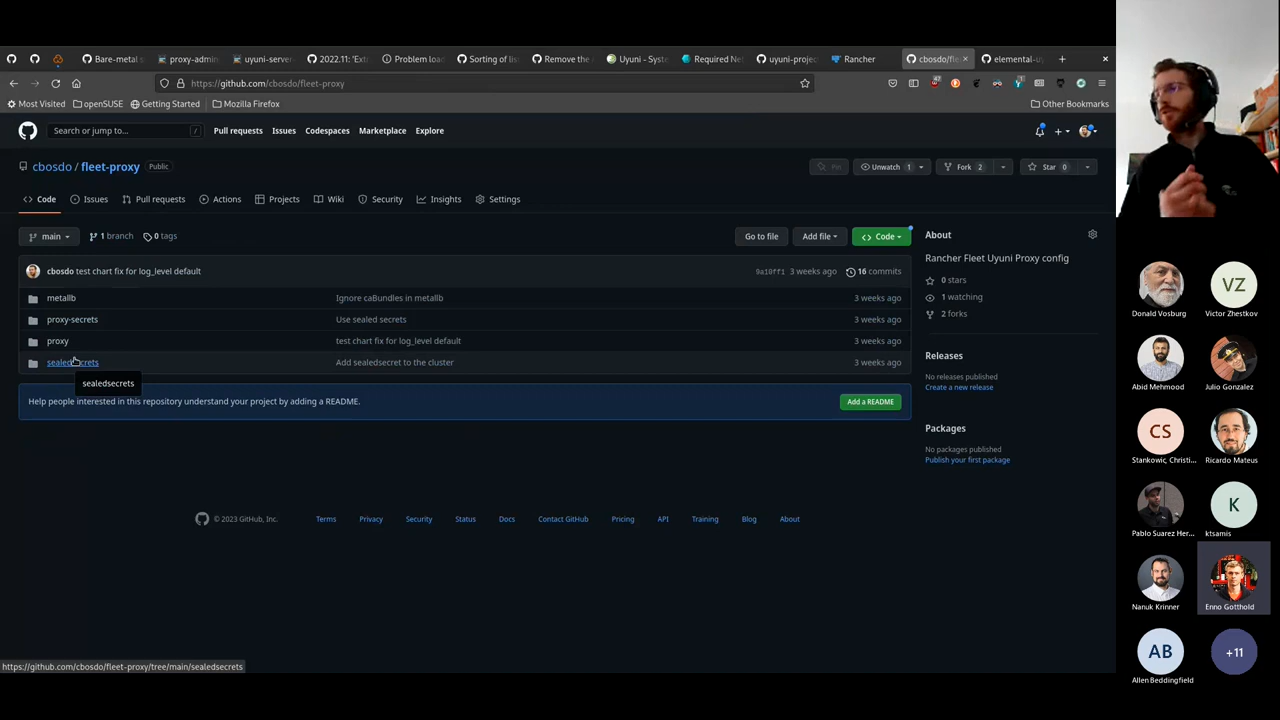 Bare-metal s
proxy-admin
uyuni-server
2022.11: 'Ext
Problem load
Sorting of lis
Remove the
Uyuni - Syste
Required Net
uyuni-projec
Rancher
cbosdo/fle
elemental-uy
https://github.com/cbosdo/fleet-proxy
Most Visited openSUSE Getting Started Mozilla Firefox Other Bookmarks
Search or jump to... / Pull requests Issues Codespaces Marketplace Explore
cbosdo / fleet-proxy Public
Pin Unwatch 1 Fork 2 Star 0
Code Issues Pull requests Actions Projects Wiki Security Insights Settings
main 1 branch 0 tags Go to file Add file Code
cbosdo test chart fix for log_level default 9a10ff1 3 weeks ago 16 commits
metallb Ignore caBundles in metallb 3 weeks ago
proxy-secrets Use sealed secrets 3 weeks ago
proxy test chart fix for log_level default 3 weeks ago
sealedsecrets Add sealedsecret to the cluster 3 weeks ago
sealedsecrets
Help people interested in this repository understand your project by adding a README. Add a README
About
Rancher Fleet Uyuni Proxy config
0 stars
1 watching
2 forks
Releases
No releases published
Create a new release
Packages
No packages published
Publish your first package
© 2023 GitHub, Inc. Terms Privacy Security Status Docs Contact GitHub Pricing API Training Blog About
https://github.com/cbosdo/fleet-proxy/tree/main/sealedsecrets
VZ
Donald Vosburg Victor Zhestkov
Abid Mehmood Julio Gonzalez
CS
Stankovic, Christi... Ricardo Mateus
K
Pablo Suarez Her... ktsamis
Nanuk Krinner Enno Gotthold
AB +11
Allen Beddingfield